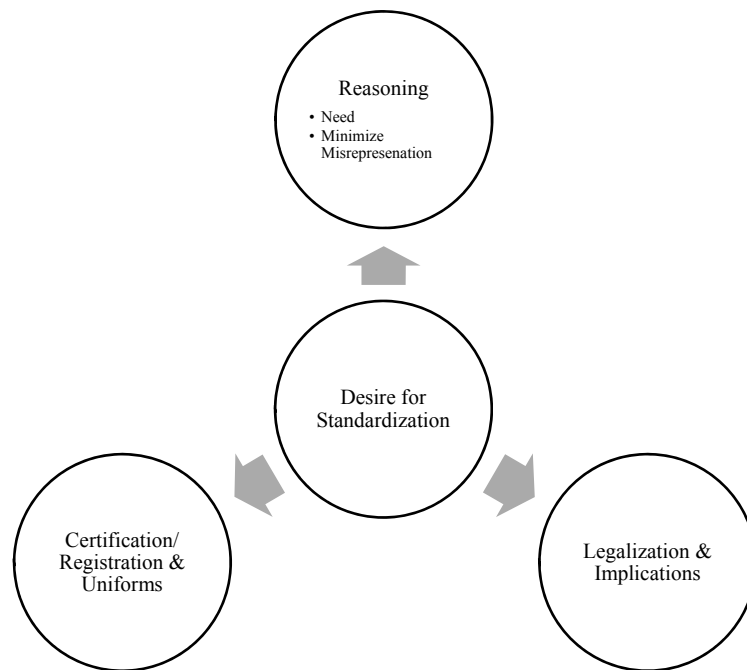 Reasoning
• Need
• Minimize
Misrepresenation
Desire for
Standardization
Certification/
Registration &
Uniforms
Legalization &
Implications